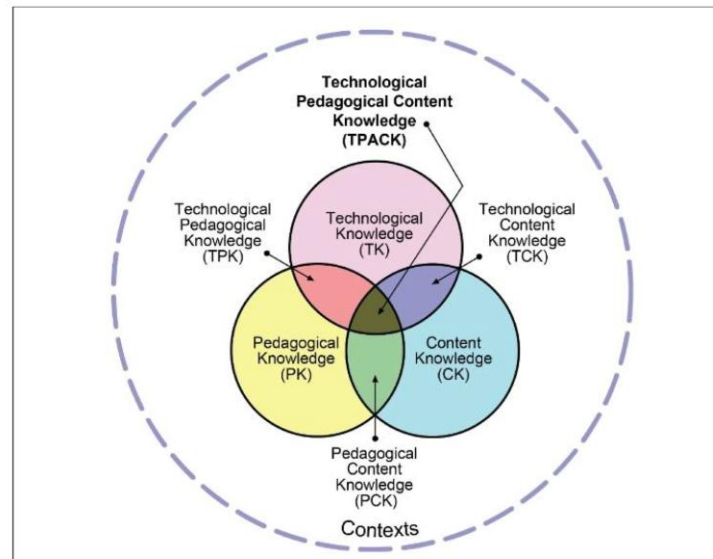 Technological
Pedagogical Content
Knowledge
(TPACK)
Technological
Pedagogical
Knowledge
(TPK)
Technological
Knowledge
(TK)
Technological
Content
Knowledge
(TCK)
Pedagogical
Knowledge
(PK)
Content
Knowledge
(CK)
Pedagogical
Content
Knowledge
(PCK)
Contexts